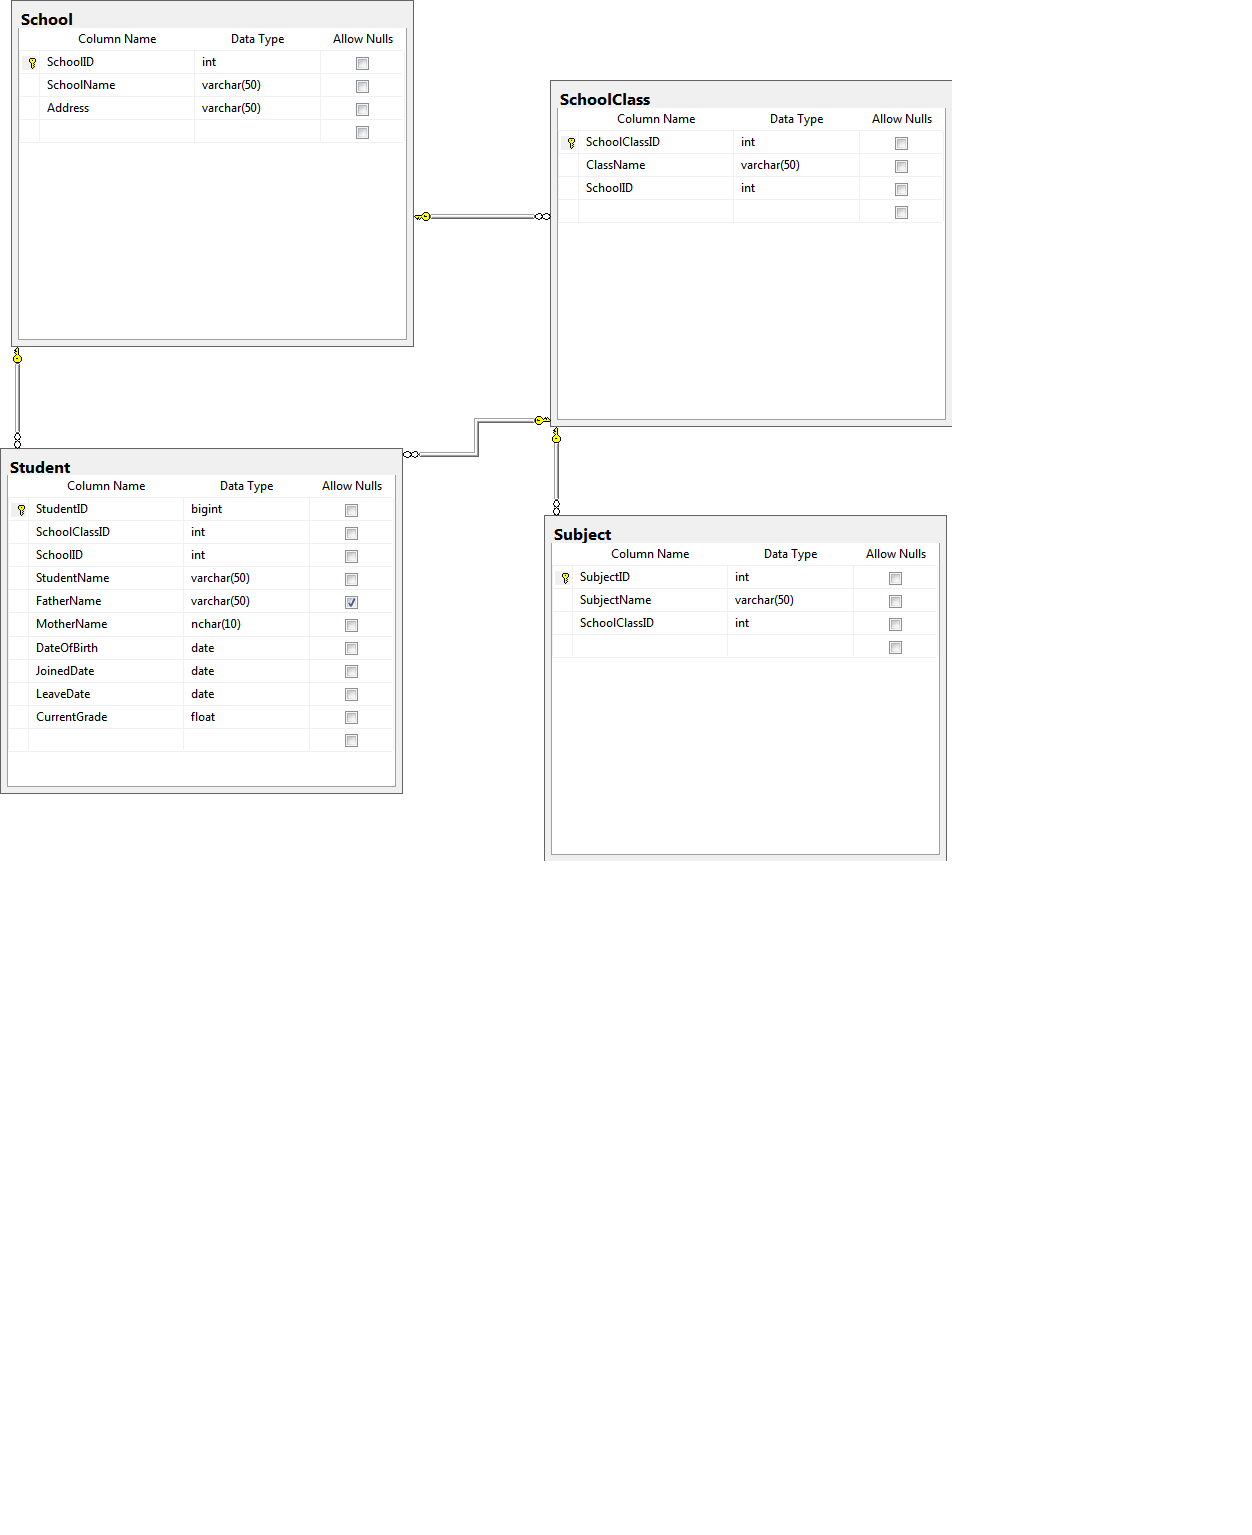 School
Column Name Data Type Allow Nulls
SchoolID int
SchoolName varchar(50)
Address varchar(50)
SchoolClass
Column Name Data Type Allow Nulls
SchoolClassID int
ClassName varchar(50)
SchoolID int
Student
Column Name Data Type Allow Nulls
StudentID bigint
SchoolClassID int
SchoolID int
StudentName varchar(50)
FatherName varchar(50)
MotherName nchar(10)
DateOfBirth date
JoinedDate date
LeaveDate date
CurrentGrade float
Subject
Column Name Data Type Allow Nulls
SubjectID int
SubjectName varchar(50)
SchoolClassID int